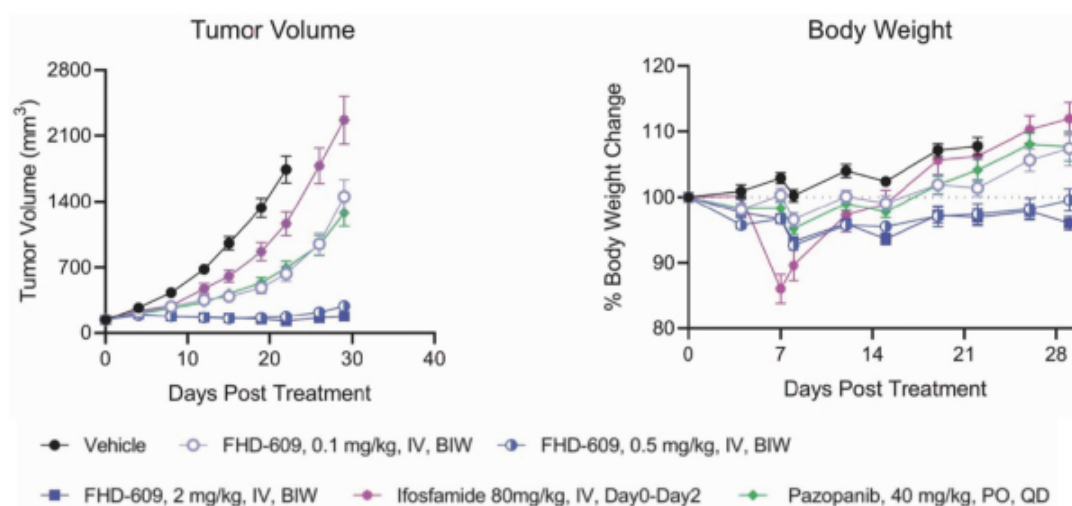 Tumor Volume
2800
2100
1400
700
0
Tumor Volume (mm³)
0 10 20 30 40
Days Post Treatment
Body Weight
120
110
100
90
80
% Body Weight Change
0 7 14 21 28
Days Post Treatment
Vehicle FHD-609, 0.1 mg/kg, IV, BIW FHD-609, 0.5 mg/kg, IV, BIW
FHD-609, 2 mg/kg, IV, BIW Ifosfamide 80mg/kg, IV, Day0-Day2 Pazopanib, 40 mg/kg, PO, QD